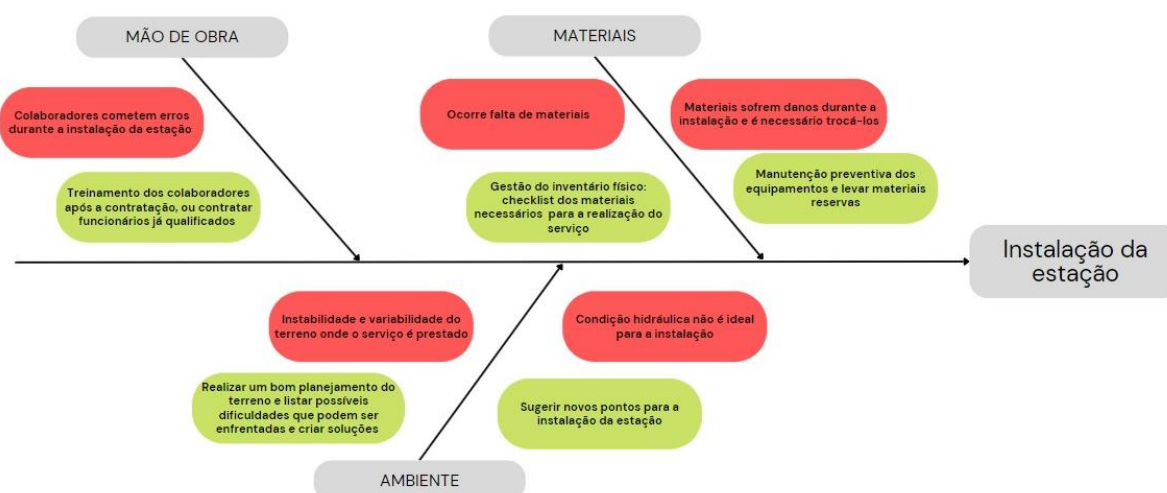 MÃO DE OBRA
MATERIAIS
Colaboradores cometem erros
durante a instalação da estação
Ocorre falta de materiais
Materiais sofrem danos durante a
instalação e é necessário trocá-los
Treinamento dos colaboradores
após a contratação, ou contratar
funcionários já qualificados
Gestão do inventário físico:
checklist dos materiais
necessários para a realização do
serviço
Manutenção preventiva dos
equipamentos e levar materiais
reservas
Instalação da
estação
Instabilidade e variabilidade do
terreno onde o serviço é prestado
Condição hidráulica não é ideal
para a instalação
Realizar um bom planejamento do
terreno e listar possíveis
dificuldades que podem ser
enfrentadas e criar soluções
Sugerir novos pontos para a
instalação da estação
AMBIENTE